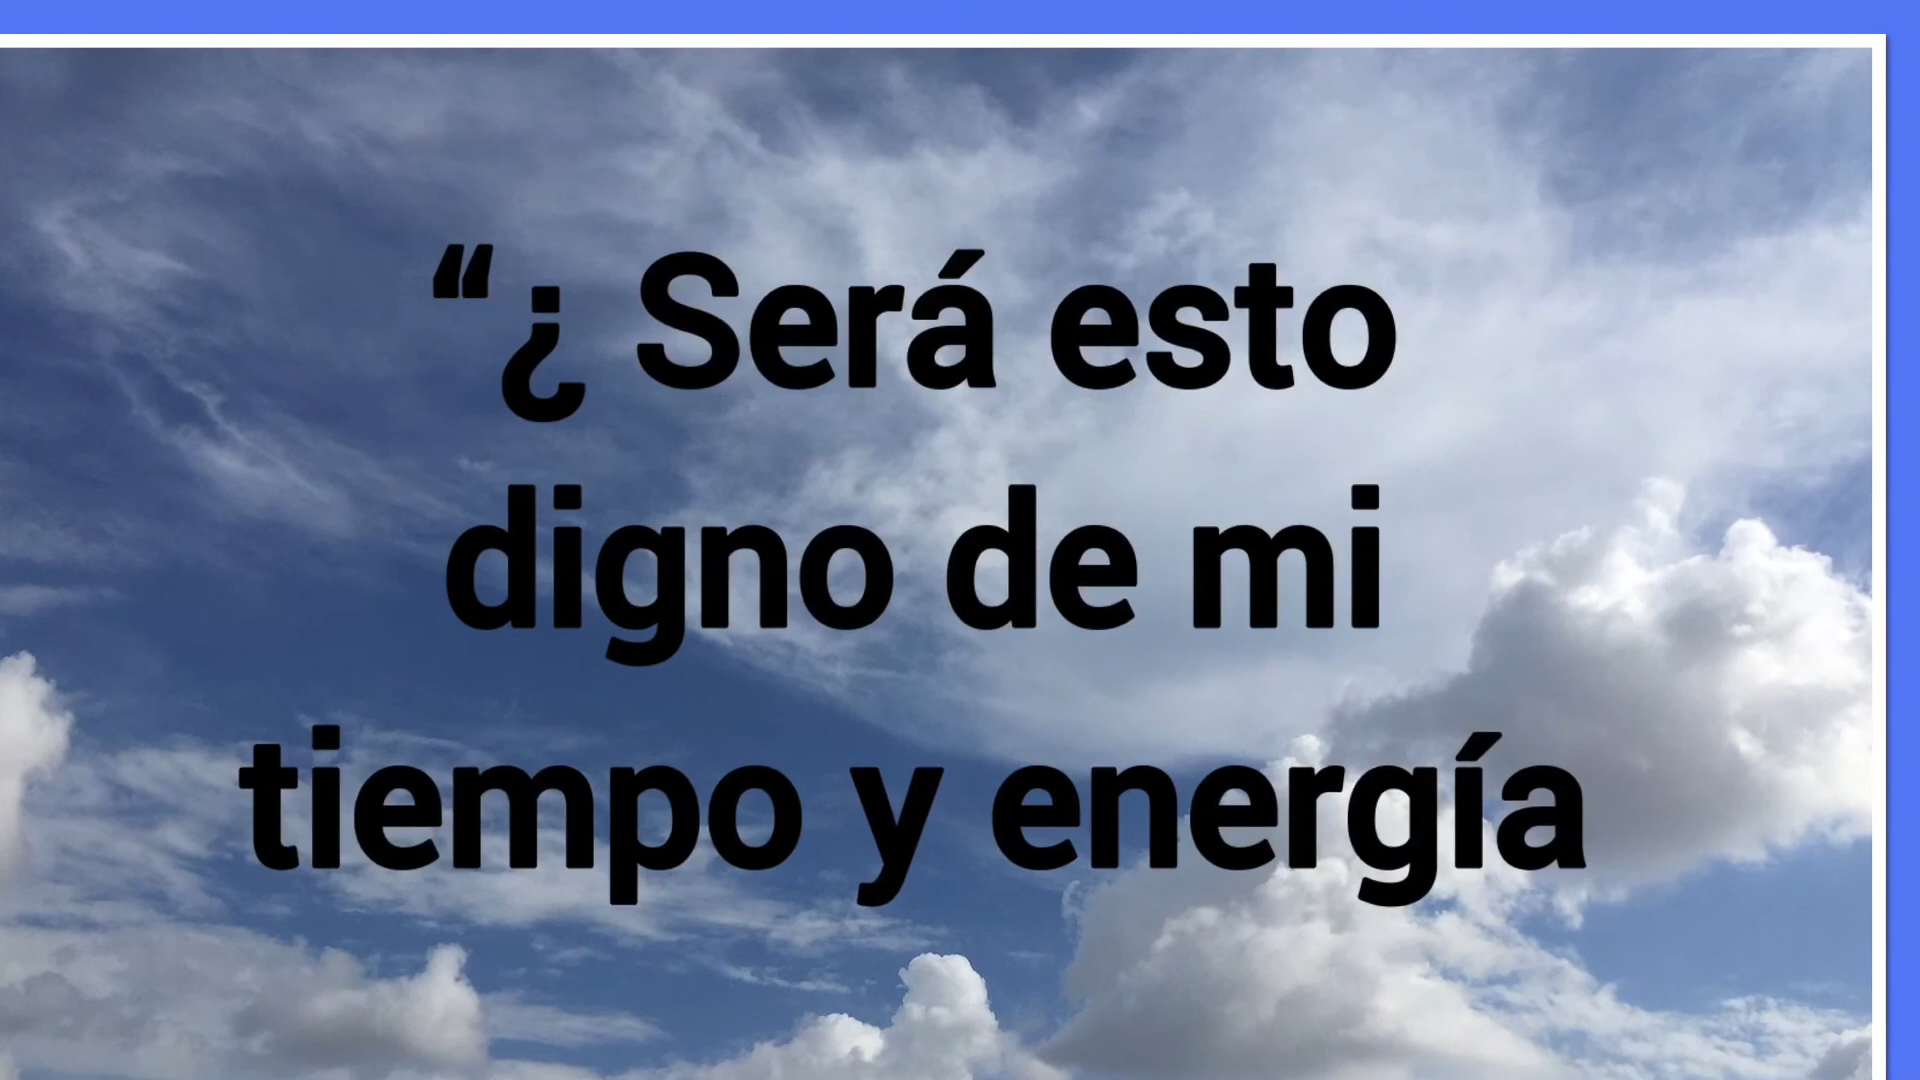 “¿ Será esto
digno de mi
tiempo y energía